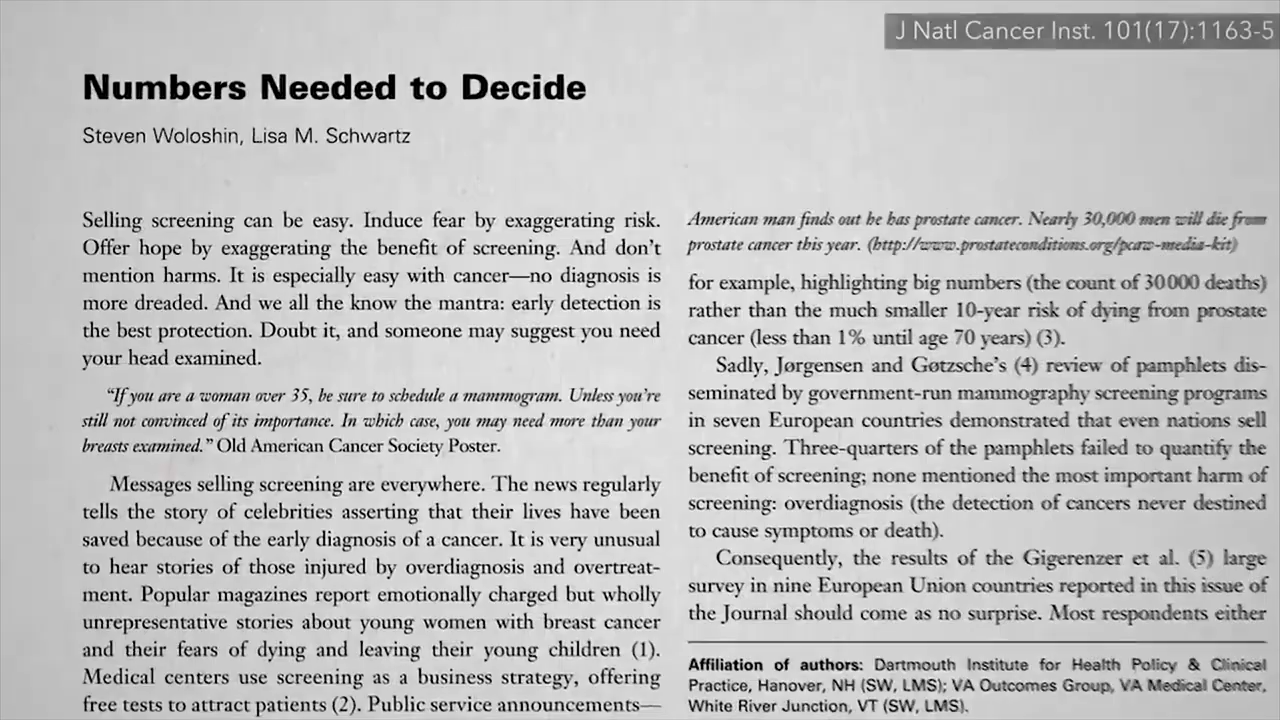 J Natl Cancer Inst. 101(17):1163-5
Numbers Needed to Decide
Steven Woloshin, Lisa M. Schwartz
Selling screening can be easy. Induce fear by exaggerating risk.
Offer hope by exaggerating the benefit of screening. And don't
mention harms. It is especially easy with cancer—no diagnosis is
more dreaded. And we all the know the mantra: early detection is
the best protection. Doubt it, and someone may suggest you need
your head examined.
"If you are a woman over 35, be sure to schedule a mammogram. Unless you're
still not convinced of its importance. In which case, you may need more than your
breasts examined." Old American Cancer Society Poster.
Messages selling screening are everywhere. The news regularly
tells the story of celebrities asserting that their lives have been
saved because of the early diagnosis of a cancer. It is very unusual
to hear stories of those injured by overdiagnosis and overtreat-
ment. Popular magazines report emotionally charged but wholly
unrepresentative stories about young women with breast cancer
and their fears of dying and leaving their young children (1).
Medical centers use screening as a business strategy, offering
free tests to attract patients (2). Public service announcements—
American man finds out he has prostate cancer. Nearly 30,000 men will die from
prostate cancer this year. (http://www.prostateconditions.org/pcaw-media-kit)
for example, highlighting big numbers (the count of 30 000 deaths)
rather than the much smaller 10-year risk of dying from prostate
cancer (less than 1% until age 70 years) (3).
Sadly, Jørgensen and Gøtzsche's (4) review of pamphlets dis-
seminated by government-run mammography screening programs
in seven European countries demonstrated that even nations sell
screening. Three-quarters of the pamphlets failed to quantify the
benefit of screening; none mentioned the most important harm of
screening: overdiagnosis (the detection of cancers never destined
to cause symptoms or death).
Consequently, the results of the Gigerenzer et al. (5) large
survey in nine European Union countries reported in this issue of
the Journal should come as no surprise. Most respondents either
Affiliation of authors: Dartmouth Institute for Health Policy & Clinical
Practice, Hanover, NH (SW, LMS); VA Outcomes Group, VA Medical Center,
White River Junction, VT (SW, LMS).